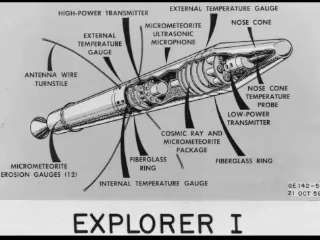 HIGH-POWER TRANSMITTER
EXTERNAL TEMPERATURE GAUGE
MICROMETEORITE
ULTRASONIC
MICROPHONE
NOSE CONE
EXTERNAL
TEMPERATURE
GAUGE
ANTENNA WIRE
TURNSTILE
NOSE CONE
TEMPERATURE
PROBE
LOW-POWER
TRANSMITTER
COSMIC RAY AND
MICROMETEORITE
PACKAGE
MICROMETEORITE
EROSION GAUGES (12)
FIBERGLASS
RING
FIBERGLASS RING
INTERNAL TEMPERATURE GAUGE
21 OCT
EXPLORER I